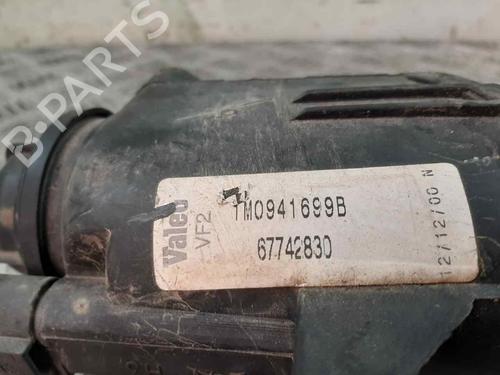 Valeo
VF2
1M0941699B
67742830
12/12/00 N
B-PARTS